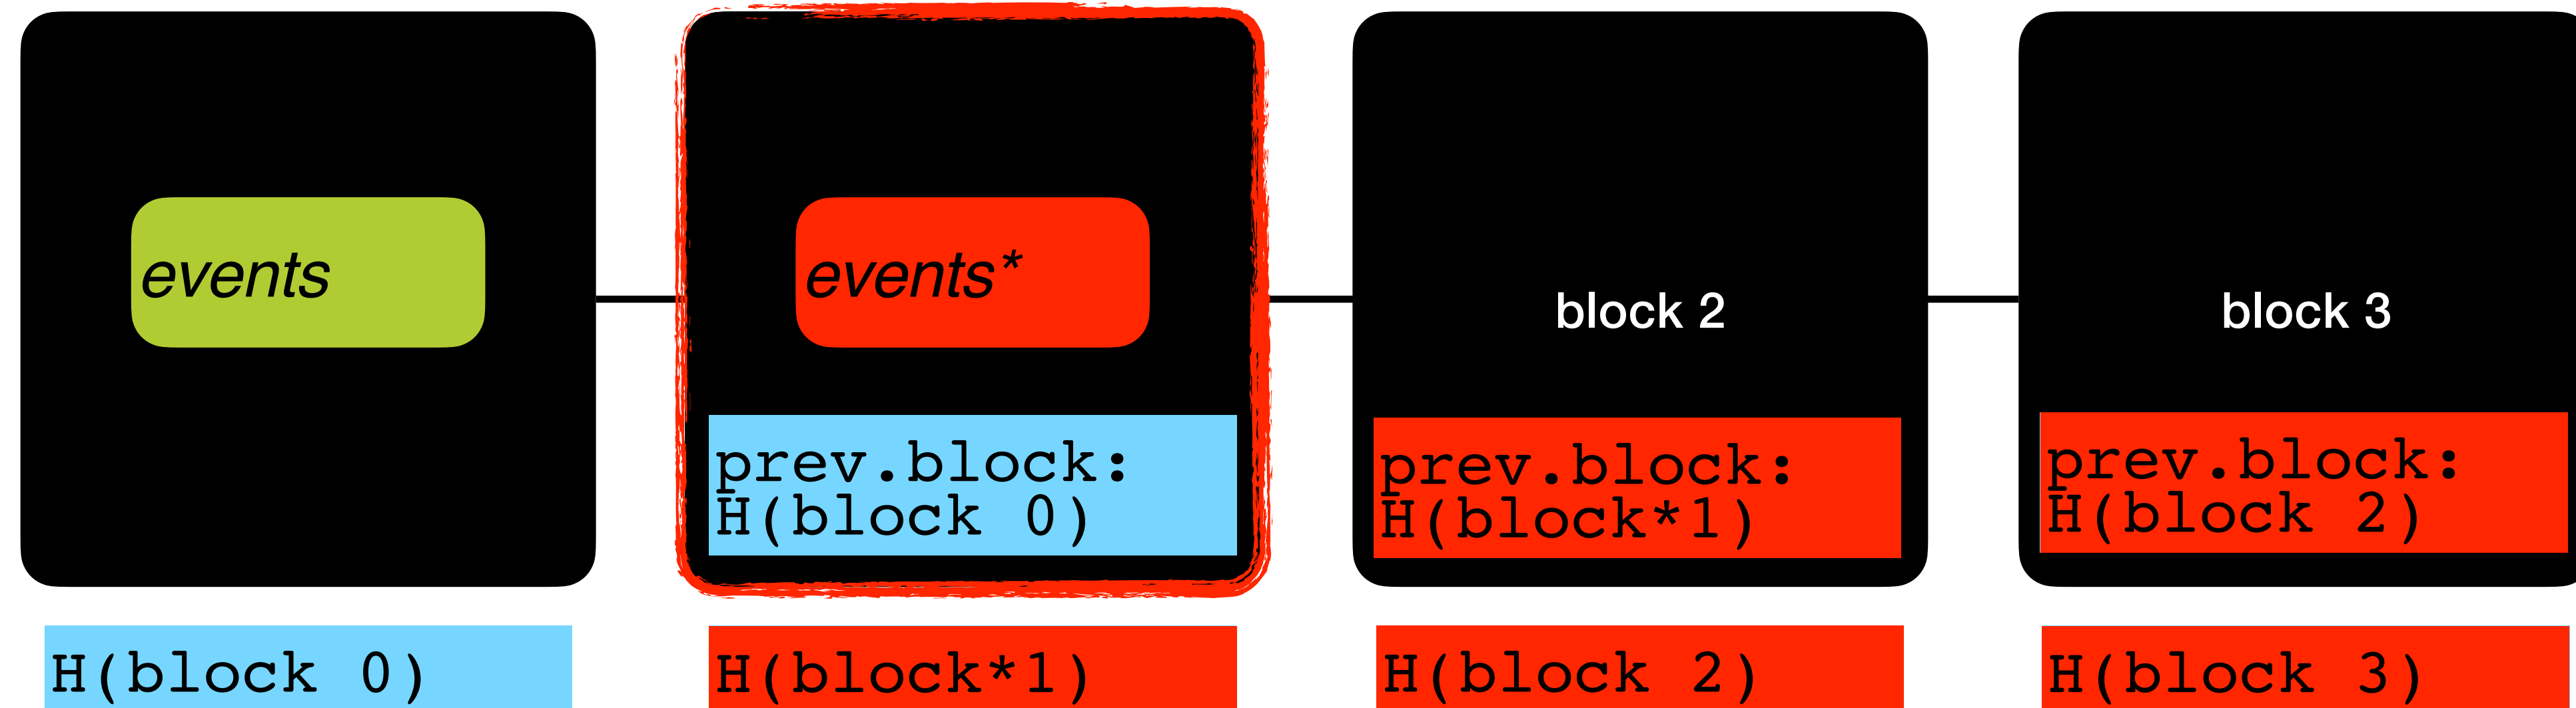 events
events*
block 2
block 3
prev.block:
H(block 0)
prev.block:
H(block*1)
prev.block:
H(block 2)
H(block 0)
H(block*1)
H(block 2)
H(block 3)